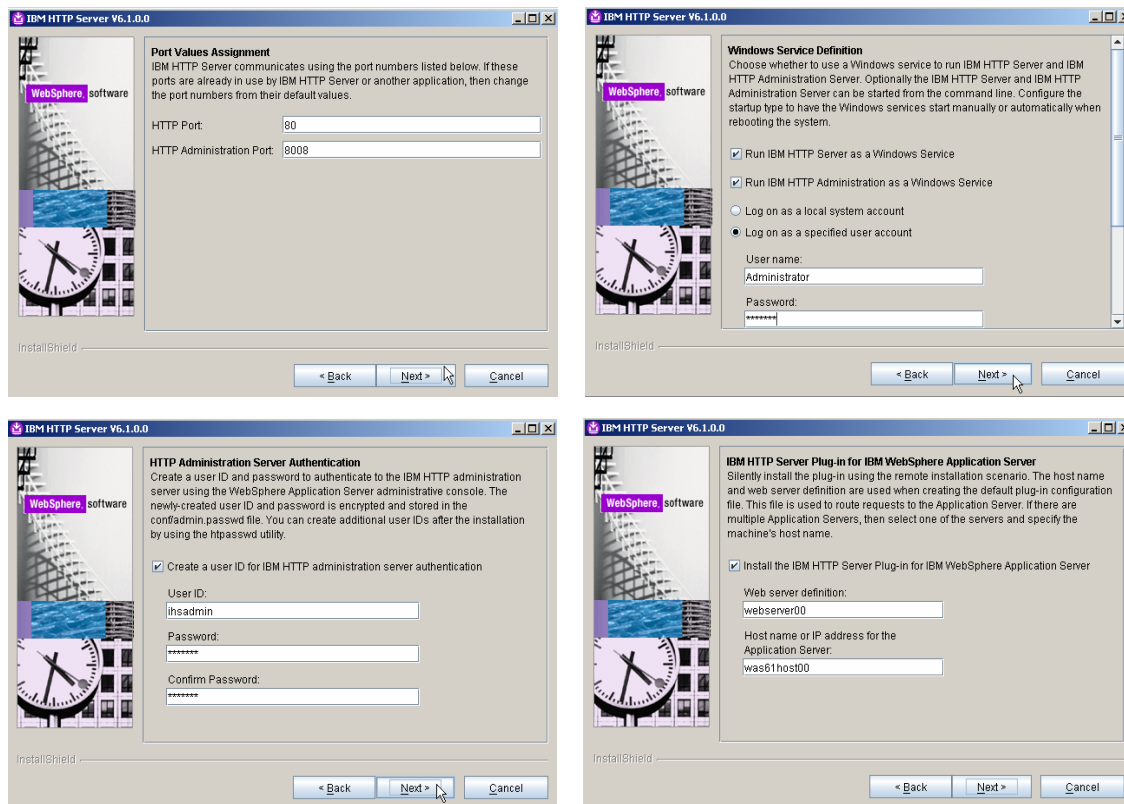 IBM HTTP Server V6.1.0.0
WebSphere. software
Port Values Assignment
IBM HTTP Server communicates using the port numbers listed below. If these
ports are already in use by IBM HTTP Server or another application, then change
the port numbers from their default values.
HTTP Port: 80
HTTP Administration Port: 8008
InstallShield
< Back Next > Cancel
IBM HTTP Server V6.1.0.0
WebSphere. software
Windows Service Definition
Choose whether to use a Windows service to run IBM HTTP Server and IBM
HTTP Administration Server. Optionally the IBM HTTP Server and IBM HTTP
Administration Server can be started from the command line. Configure the
startup type to have the Windows services start manually or automatically when
rebooting the system.
Run IBM HTTP Server as a Windows Service
Run IBM HTTP Administration as a Windows Service
Log on as a local system account
Log on as a specified user account
User name:
Administrator
Password:
*******
InstallShield
< Back Next > Cancel
IBM HTTP Server V6.1.0.0
WebSphere. software
HTTP Administration Server Authentication
Create a user ID and password to authenticate to the IBM HTTP administration
server using the WebSphere Application Server administrative console. The
newly-created user ID and password is encrypted and stored in the
conf/admin.passwd file. You can create additional user IDs after the installation
by using the htpasswd utility.
Create a user ID for IBM HTTP administration server authentication
User ID:
ihsadmin
Password:
*******
Confirm Password:
*******
InstallShield
< Back Next > Cancel
IBM HTTP Server V6.1.0.0
WebSphere. software
IBM HTTP Server Plug-in for IBM WebSphere Application Server
Silently install the plug-in using the remote installation scenario. The host name
and web server definition are used when creating the default plug-in configuration
file. This file is used to route requests to the Application Server. If there are
multiple Application Servers, then select one of the servers and specify the
machine's host name.
Install the IBM HTTP Server Plug-in for IBM WebSphere Application Server
Web server definition:
webserver00
Host name or IP address for the
Application Server:
was61host00
InstallShield
< Back Next > Cancel